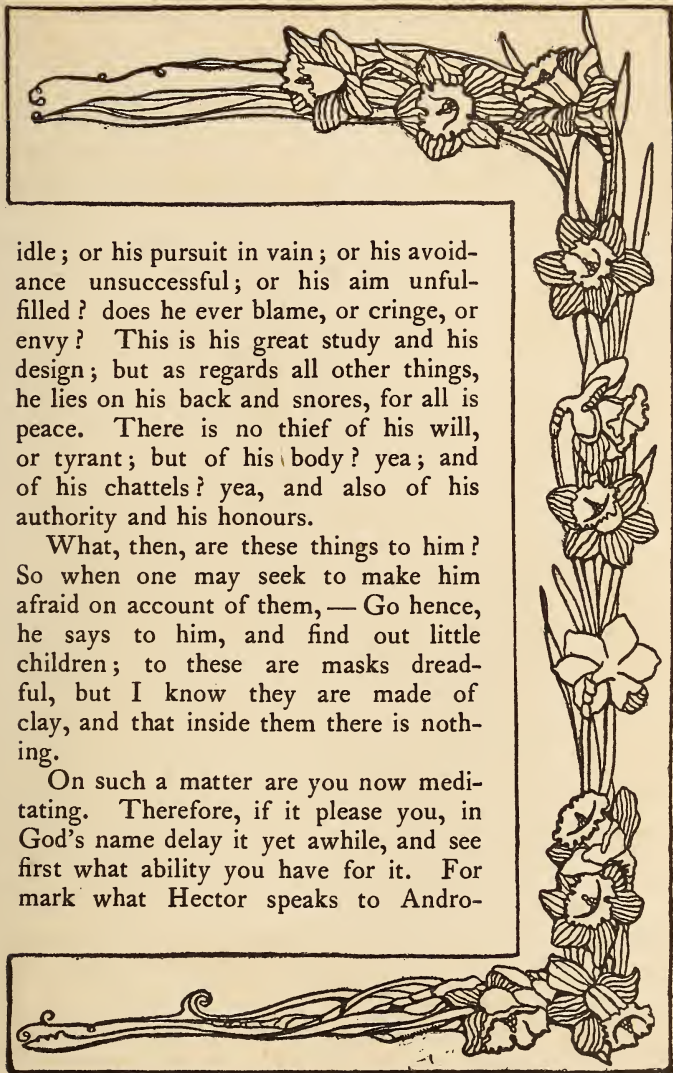 idle; or his pursuit in vain; or his avoid-
ance unsuccessful; or his aim unful-
filled? does he ever blame, or cringe, or
envy? This is his great study and his
design; but as regards all other things,
he lies on his back and snores, for all is
peace. There is no thief of his will,
or tyrant; but of his body? yea; and
of his chattels? yea, and also of his
authority and his honours.
What, then, are these things to him?
So when one may seek to make him
afraid on account of them, — Go hence,
he says to him, and find out little
children; to these are masks dread-
ful, but I know they are made of
clay, and that inside them there is noth-
ing.
On such a matter are you now medi-
tating. Therefore, if it please you, in
God's name delay it yet awhile, and see
first what ability you have for it. For
mark what Hector speaks to Andro-